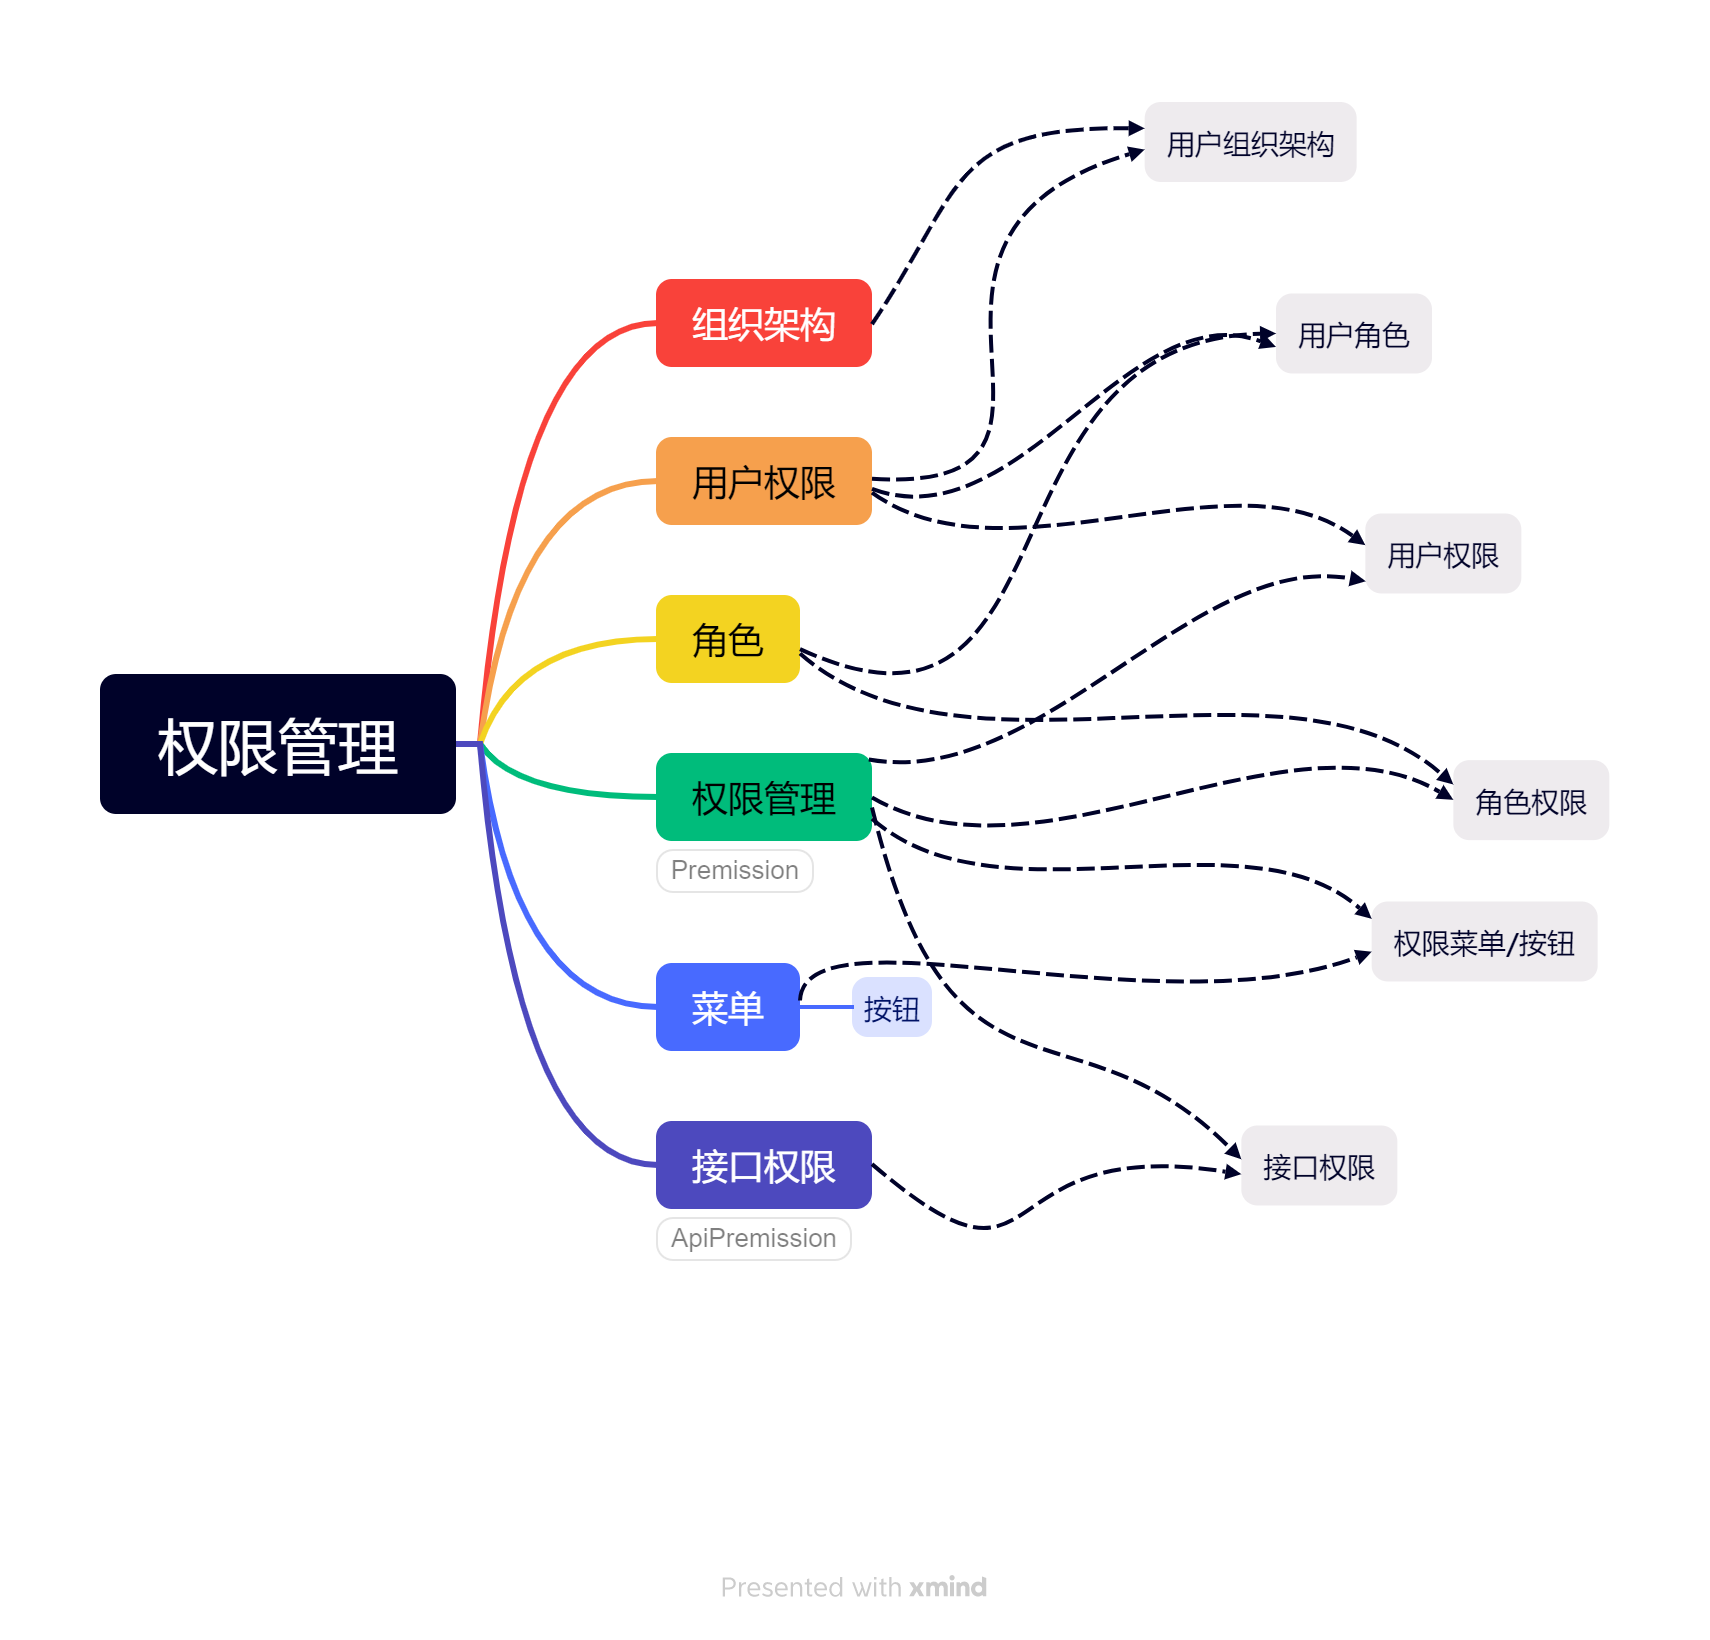 权限管理
组织架构
用户权限
角色
权限管理
Premission
菜单
按钮
接口权限
ApiPremission
用户组织架构
用户角色
用户权限
角色权限
权限菜单/按钮
接口权限
Presented with xmind